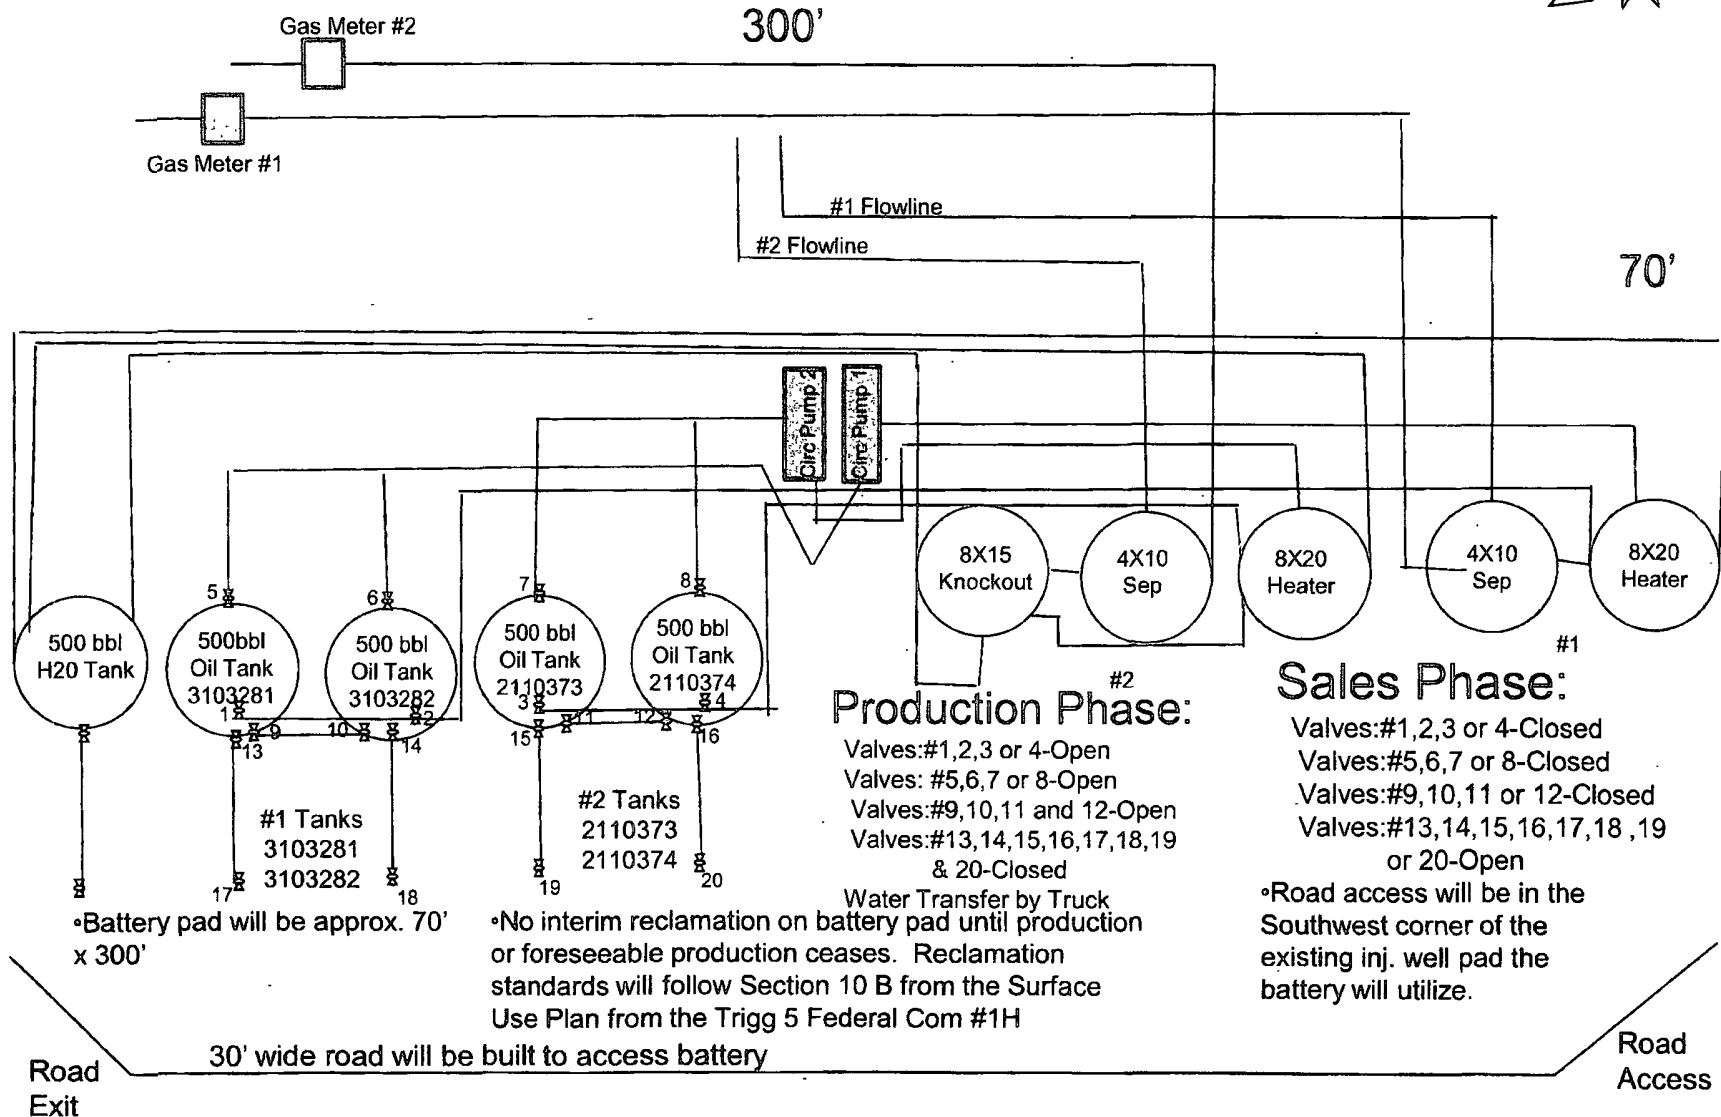 300'
Gas Meter #2
Gas Meter #1
#1 Flowline
#2 Flowline
70'
Circ Pump 2
Circ Pump 1
8X15
Knockout
4X10
Sep
8X20
Heater
4X10
Sep
8X20
Heater
5
6
7
8
500 bbl
H20 Tank
500bbl
Oil Tank
3103281
500 bbl
Oil Tank
3103282
500 bbl
Oil Tank
2110373
500 bbl
Oil Tank
2110374
1
2
3
4
9
10
11
12
13
14
15
16
17
18
19
20
#1 Tanks
3103281
3103282
#2 Tanks
2110373
2110374
#2
Production Phase:
Valves:#1,2,3 or 4-Open
Valves: #5,6,7 or 8-Open
Valves:#9,10,11 and 12-Open
Valves:#13,14,15,16,17,18,19
& 20-Closed
Water Transfer by Truck
#1
Sales Phase:
Valves:#1,2,3 or 4-Closed
Valves:#5,6,7 or 8-Closed
Valves:#9,10,11 or 12-Closed
Valves:#13,14,15,16,17,18 ,19
or 20-Open
•Road access will be in the
Southwest corner of the
existing inj. well pad the
battery will utilize.
•Battery pad will be approx. 70'
x 300'
•No interim reclamation on battery pad until production
or foreseeable production ceases. Reclamation
standards will follow Section 10 B from the Surface
Use Plan from the Trigg 5 Federal Com #1H
30' wide road will be built to access battery
Road
Exit
Road
Access